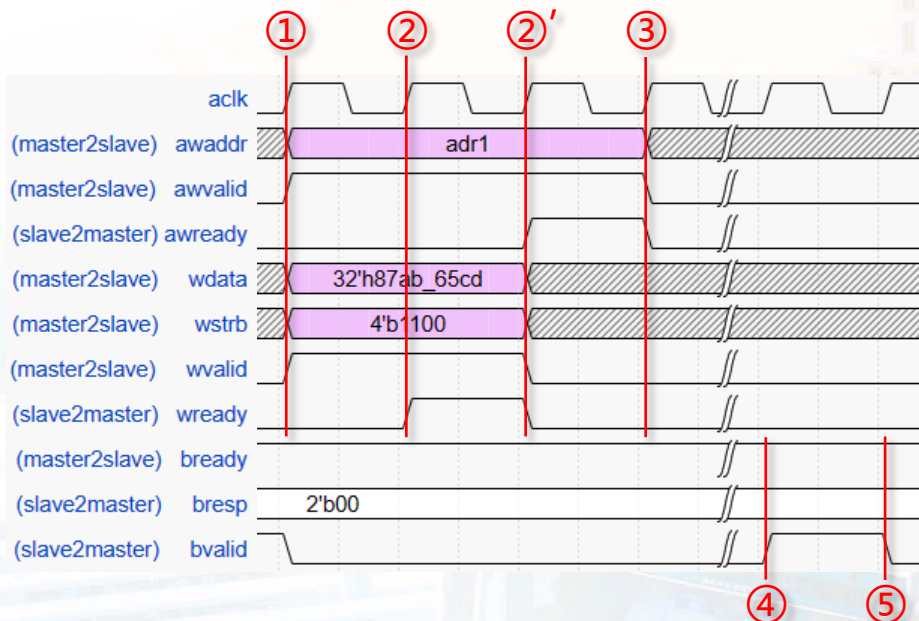 ① ② ②′ ③
aclk
(master2slave) awaddr adr1
(master2slave) awvalid
(slave2master) awready
(master2slave) wdata 32'h87ab_65cd
(master2slave) wstrb 4'b1100
(master2slave) wvalid
(slave2master) wready
(master2slave) bready
(slave2master) bresp 2'b00
(slave2master) bvalid
④ ⑤